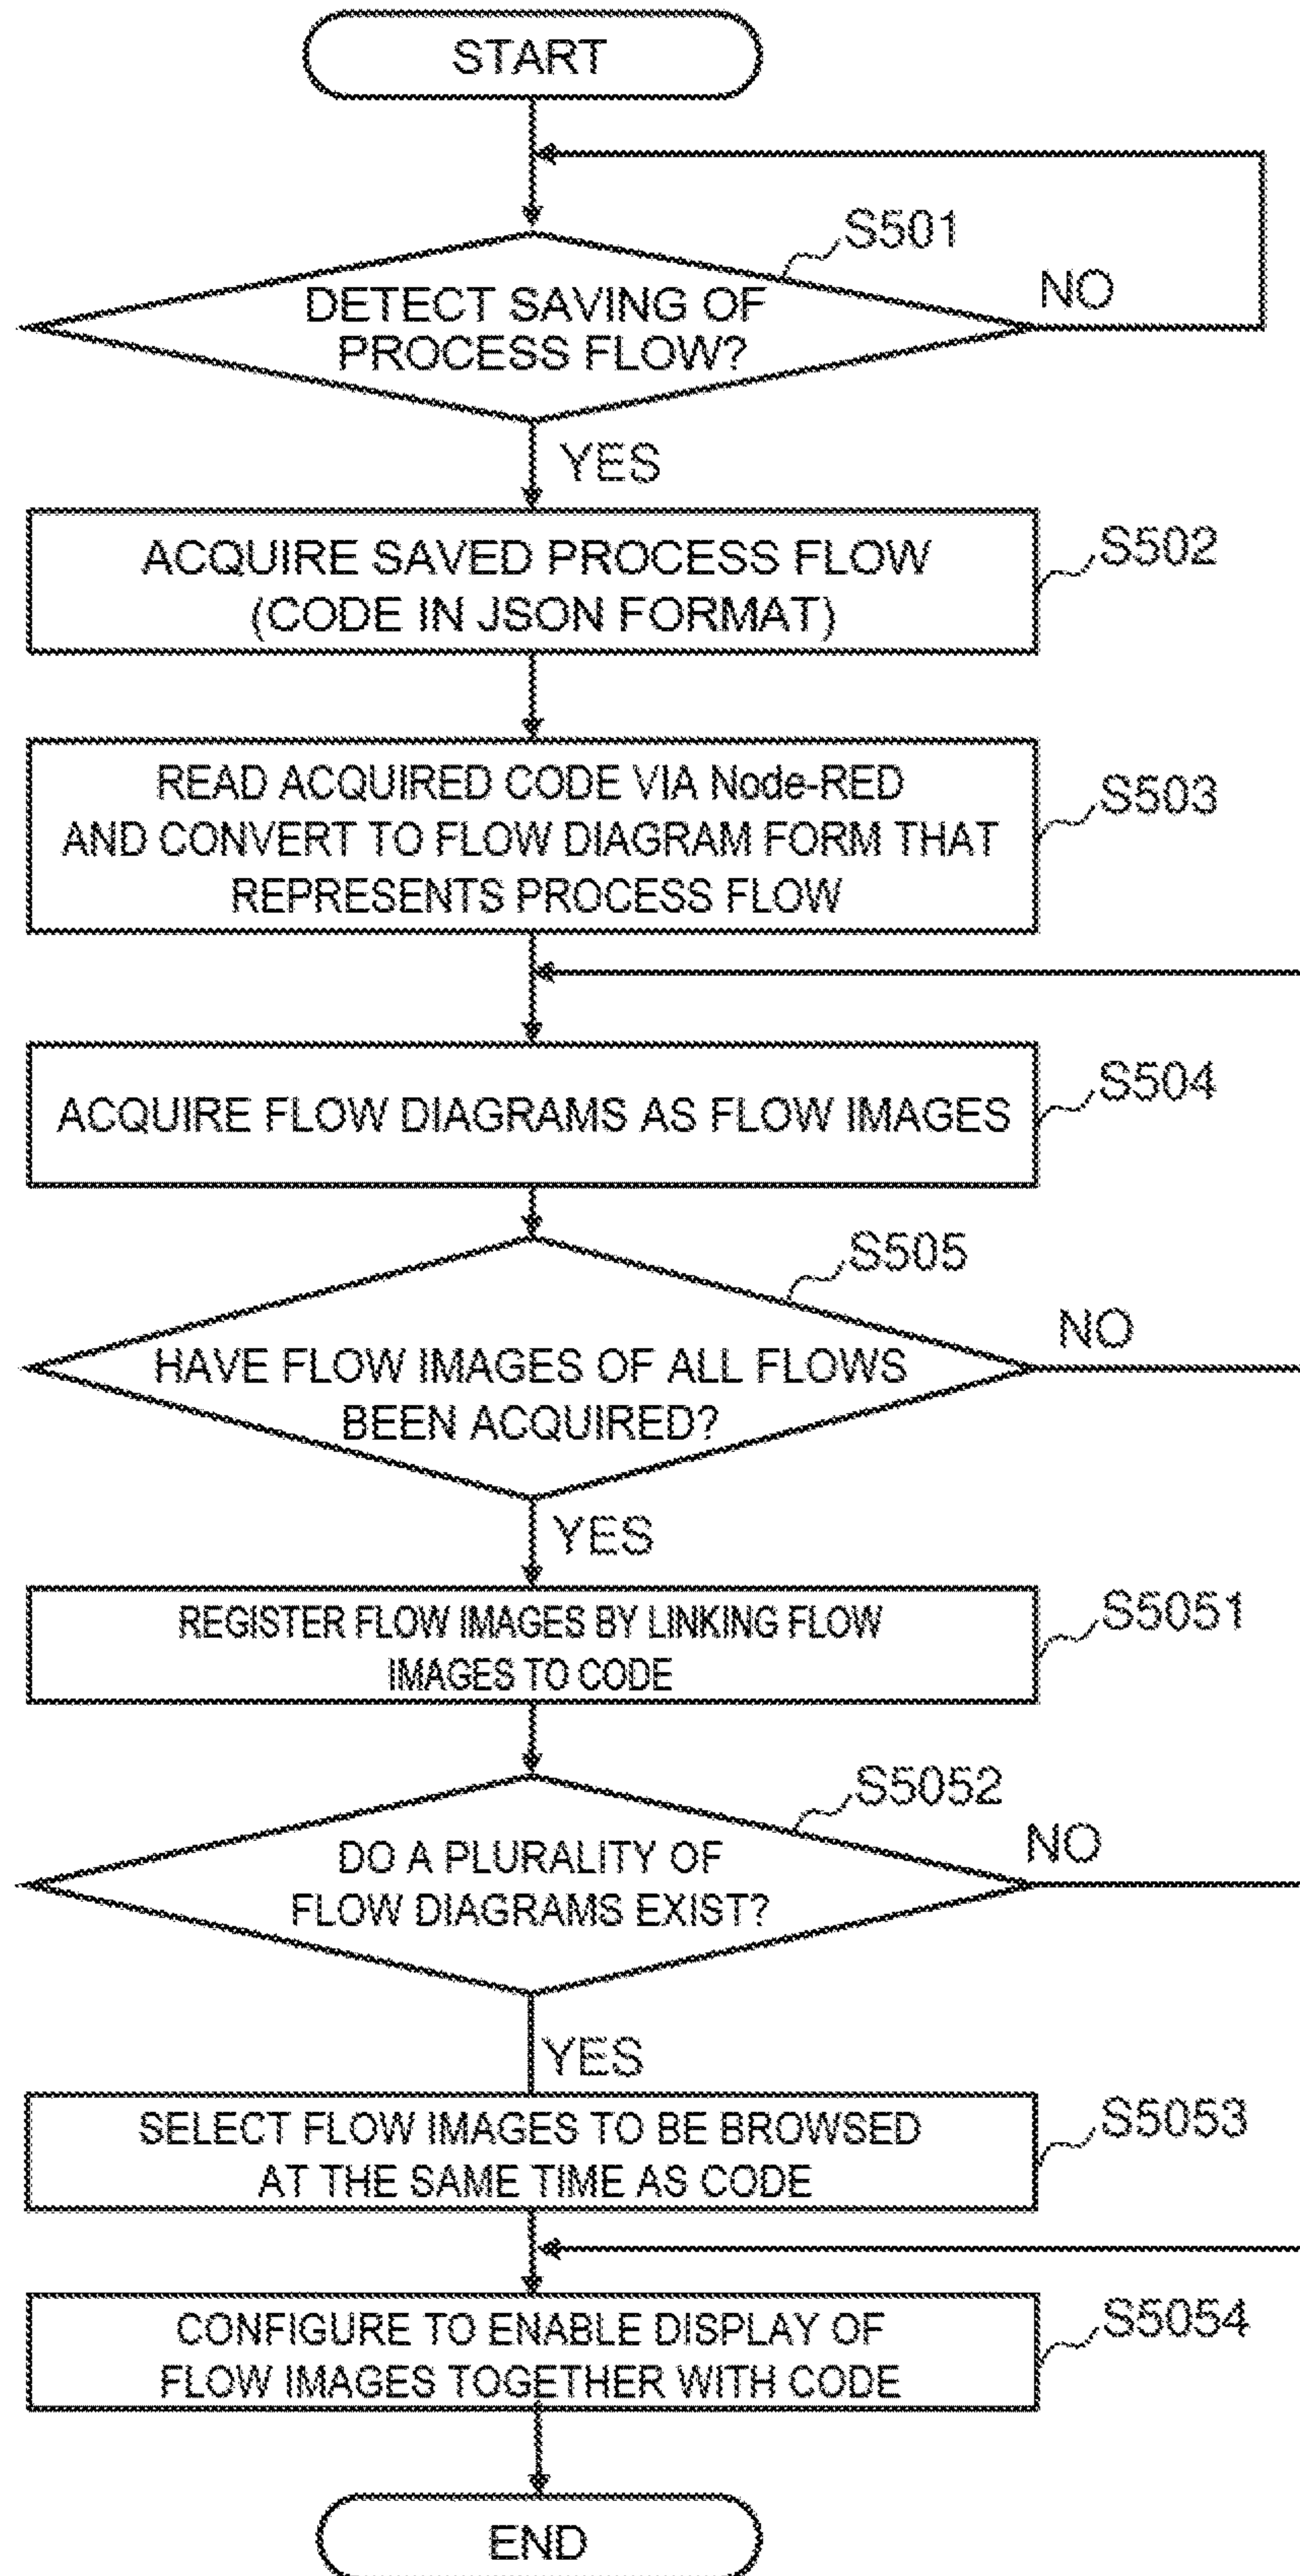 START
S501
DETECT SAVING OF
PROCESS FLOW?
NO
YES
ACQUIRE SAVED PROCESS FLOW
(CODE IN JSON FORMAT)
S502
READ ACQUIRED CODE VIA Node-RED
AND CONVERT TO FLOW DIAGRAM FORM THAT
REPRESENTS PROCESS FLOW
S503
ACQUIRE FLOW DIAGRAMS AS FLOW IMAGES
S504
S505
HAVE FLOW IMAGES OF ALL FLOWS
BEEN ACQUIRED?
NO
YES
REGISTER FLOW IMAGES BY LINKING FLOW
IMAGES TO CODE
S5051
S5052
DO A PLURALITY OF
FLOW DIAGRAMS EXIST?
NO
YES
SELECT FLOW IMAGES TO BE BROWSED
AT THE SAME TIME AS CODE
S5053
CONFIGURE TO ENABLE DISPLAY OF
FLOW IMAGES TOGETHER WITH CODE
S5054
END